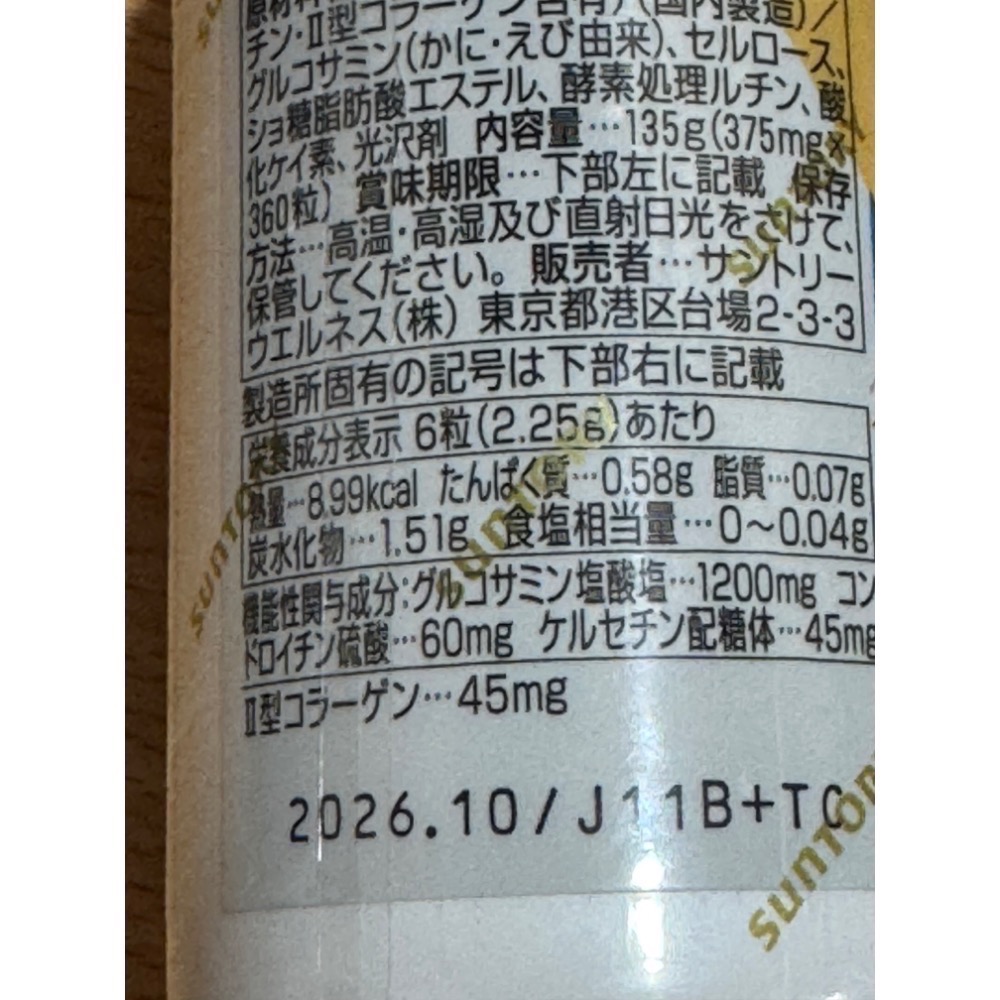 原材料
チン・Ⅱ型コラーゲン含有)(国内製造)/
グルコサミン(かに・えび由来)、セルロース、
ショ糖脂肪酸エステル、酵素処理ルチン、酸
化ケイ素、光沢剤 内容量…135g(375mg×
360粒) 賞味期限…下部左に記載 保存
方法…高温・高湿及び直射日光をさけて、
保管してください。 販売者…サントリー
ウエルネス(株) 東京都港区台場2-3-3
製造所固有の記号は下部右に記載
栄養成分表示 6粒(2.25g)あたり
熱量…8.99kcal たんぱく質…0.58g 脂質…0.07g
炭水化物…1.51g 食塩相当量…0～0.04g
機能性関与成分:グルコサミン塩酸塩…1200mg コン
ドロイチン硫酸…60mg ケルセチン配糖体…45mg
Ⅱ型コラーゲン…45mg
2026.10/J11B+TC